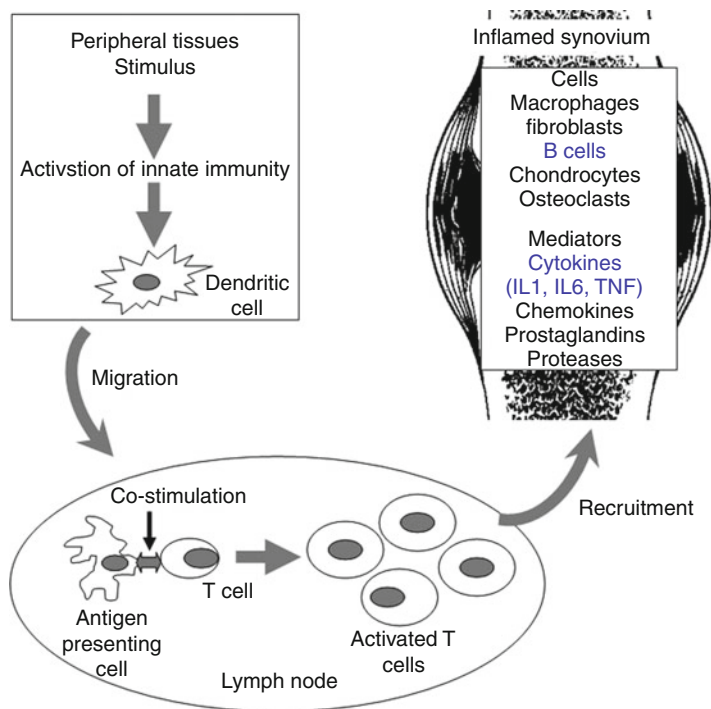 Peripheral tissues
Stimulus
Activstion of innate immunity
Dendritic
cell
Migration
Inflamed synovium
Cells
Macrophages
fibroblasts
B cells
Chondrocytes
Osteoclasts
Mediators
Cytokines
(IL1, IL6, TNF)
Chemokines
Prostaglandins
Proteases
Co-stimulation
T cell
Antigen
presenting
cell
Activated T
cells
Lymph node
Recruitment